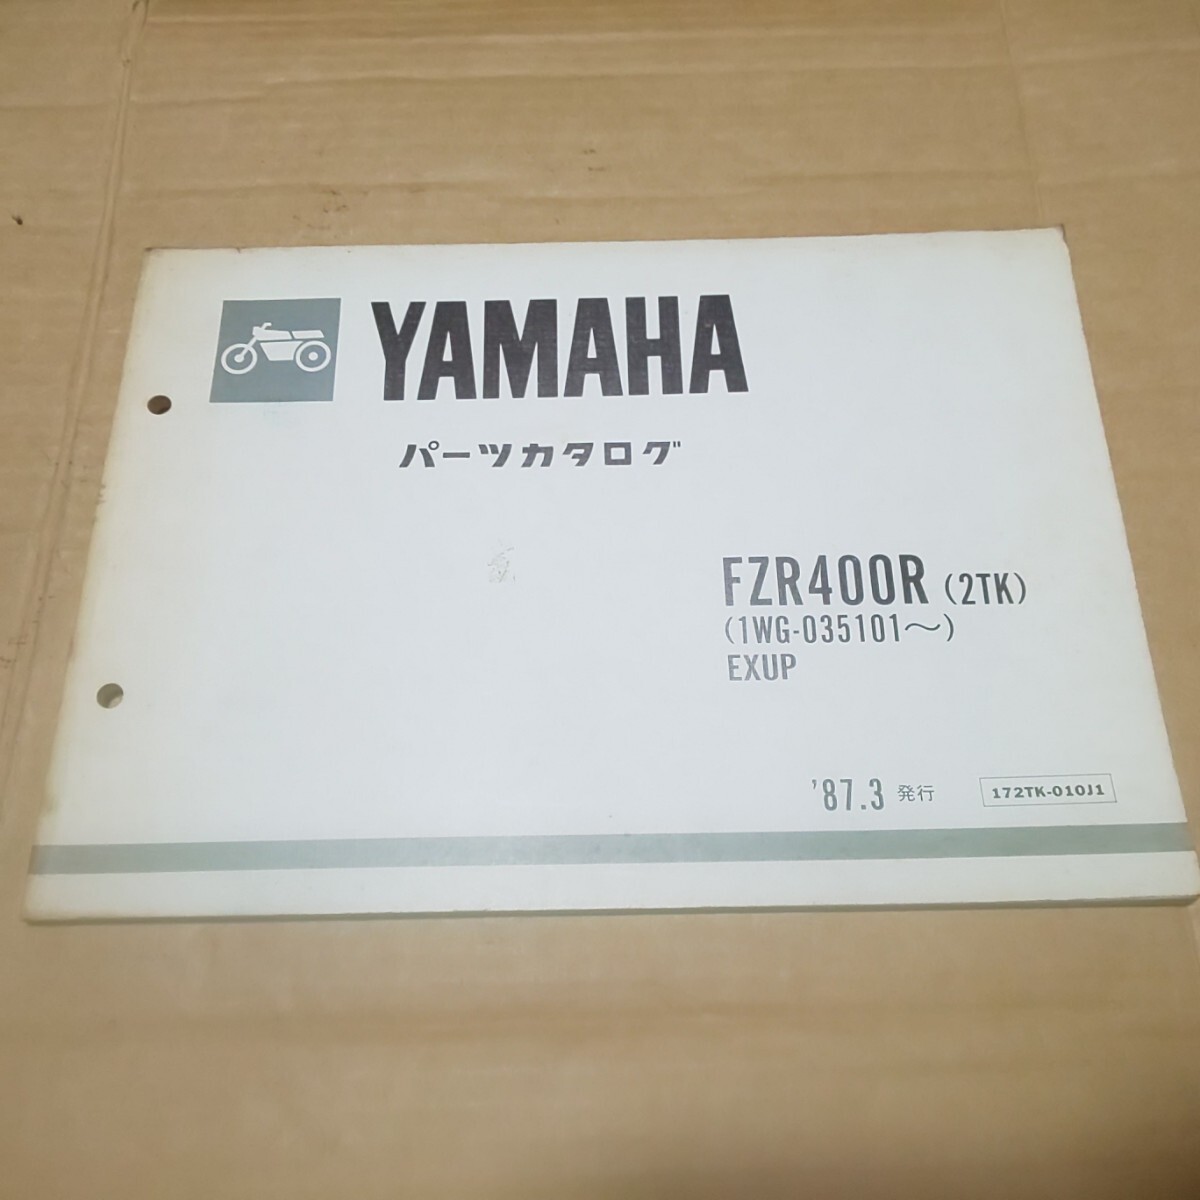 YAMAHA
パーツカタログ
FZR400R (2TK)
(1WG-035101〜)
EXUP
'87.3 発行
172TK-010J1